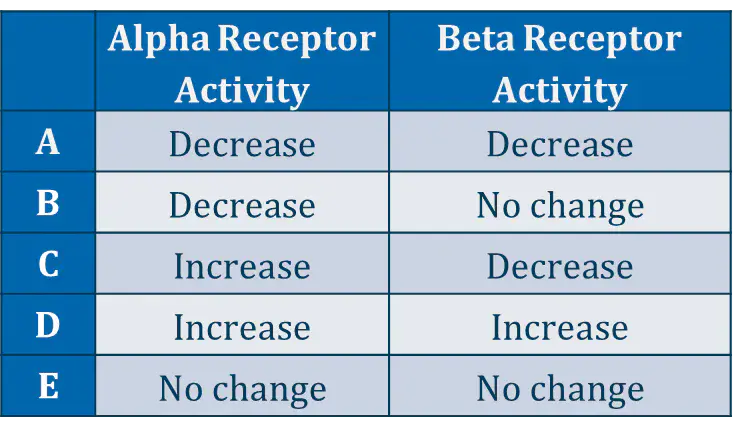 Alpha Receptor Activity
Beta Receptor Activity
A Decrease Decrease
B Decrease No change
C Increase Decrease
D Increase Increase
E No change No change